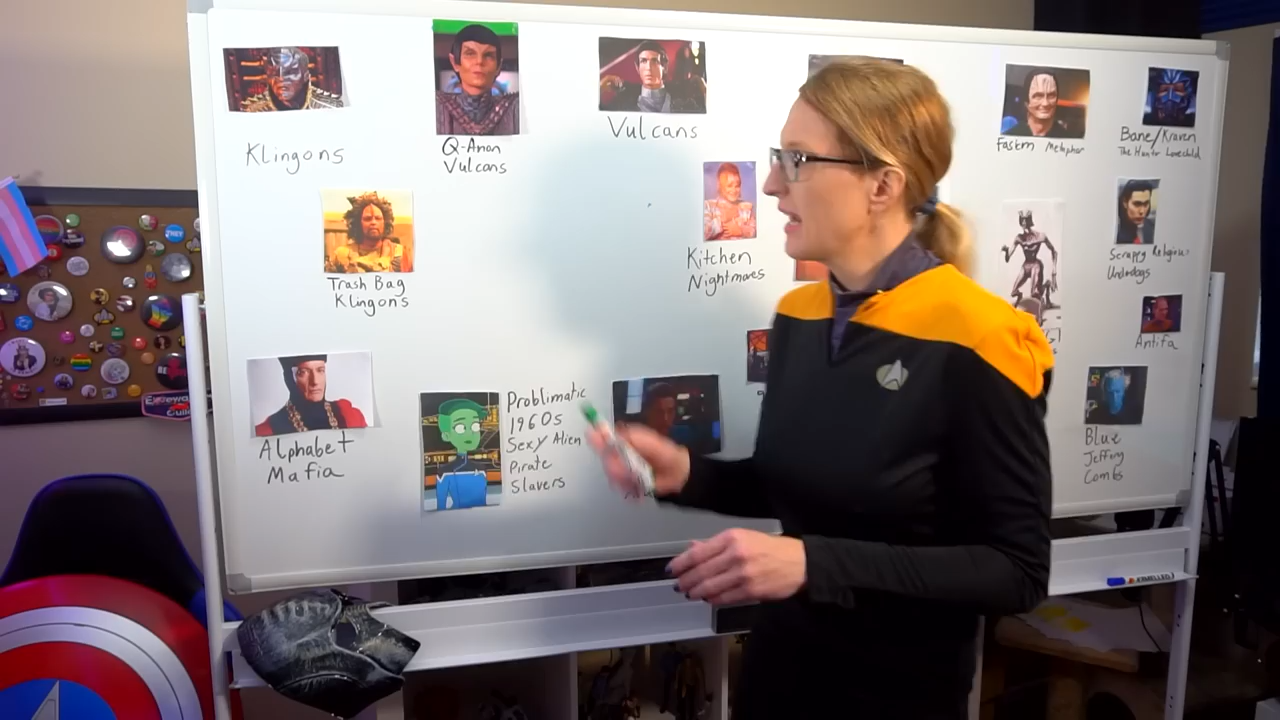 Klingons
Q-Anon
Vulcans
Vulcans
Fascism Metaphor
Bane/Kraven
The Hunter Lovechild
Trash Bag
Klingons
Kitchen
Nightmares
Scrappy Religious
Underdogs
Antifa
Alphabet
Mafia
Problimatic
1960s
Sexy Alien
Pirate
Slavers
Blue
Jeffery
Combs